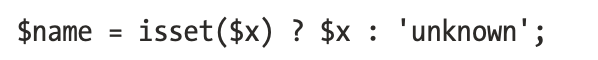 $name = isset($x) ? $x : 'unknown';